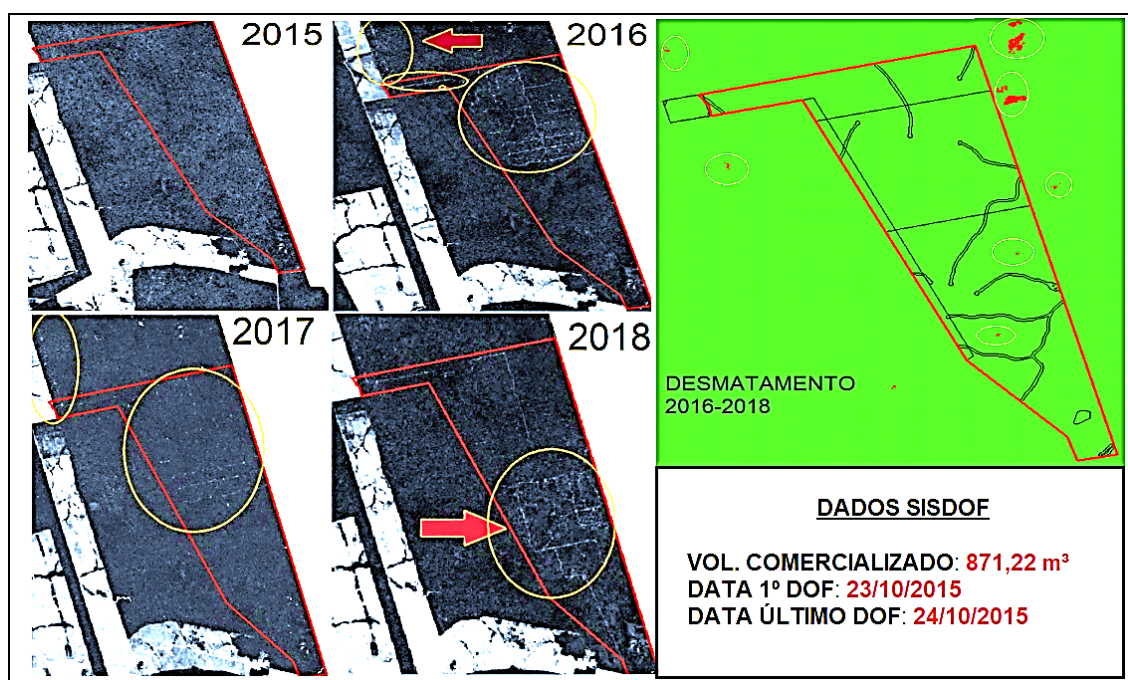 2015
2016
2017
2018
DESMATAMENTO
2016-2018
DADOS SISDOF
VOL. COMERCIALIZADO: 871,22 m³
DATA 1º DOF: 23/10/2015
DATA ÚLTIMO DOF: 24/10/2015